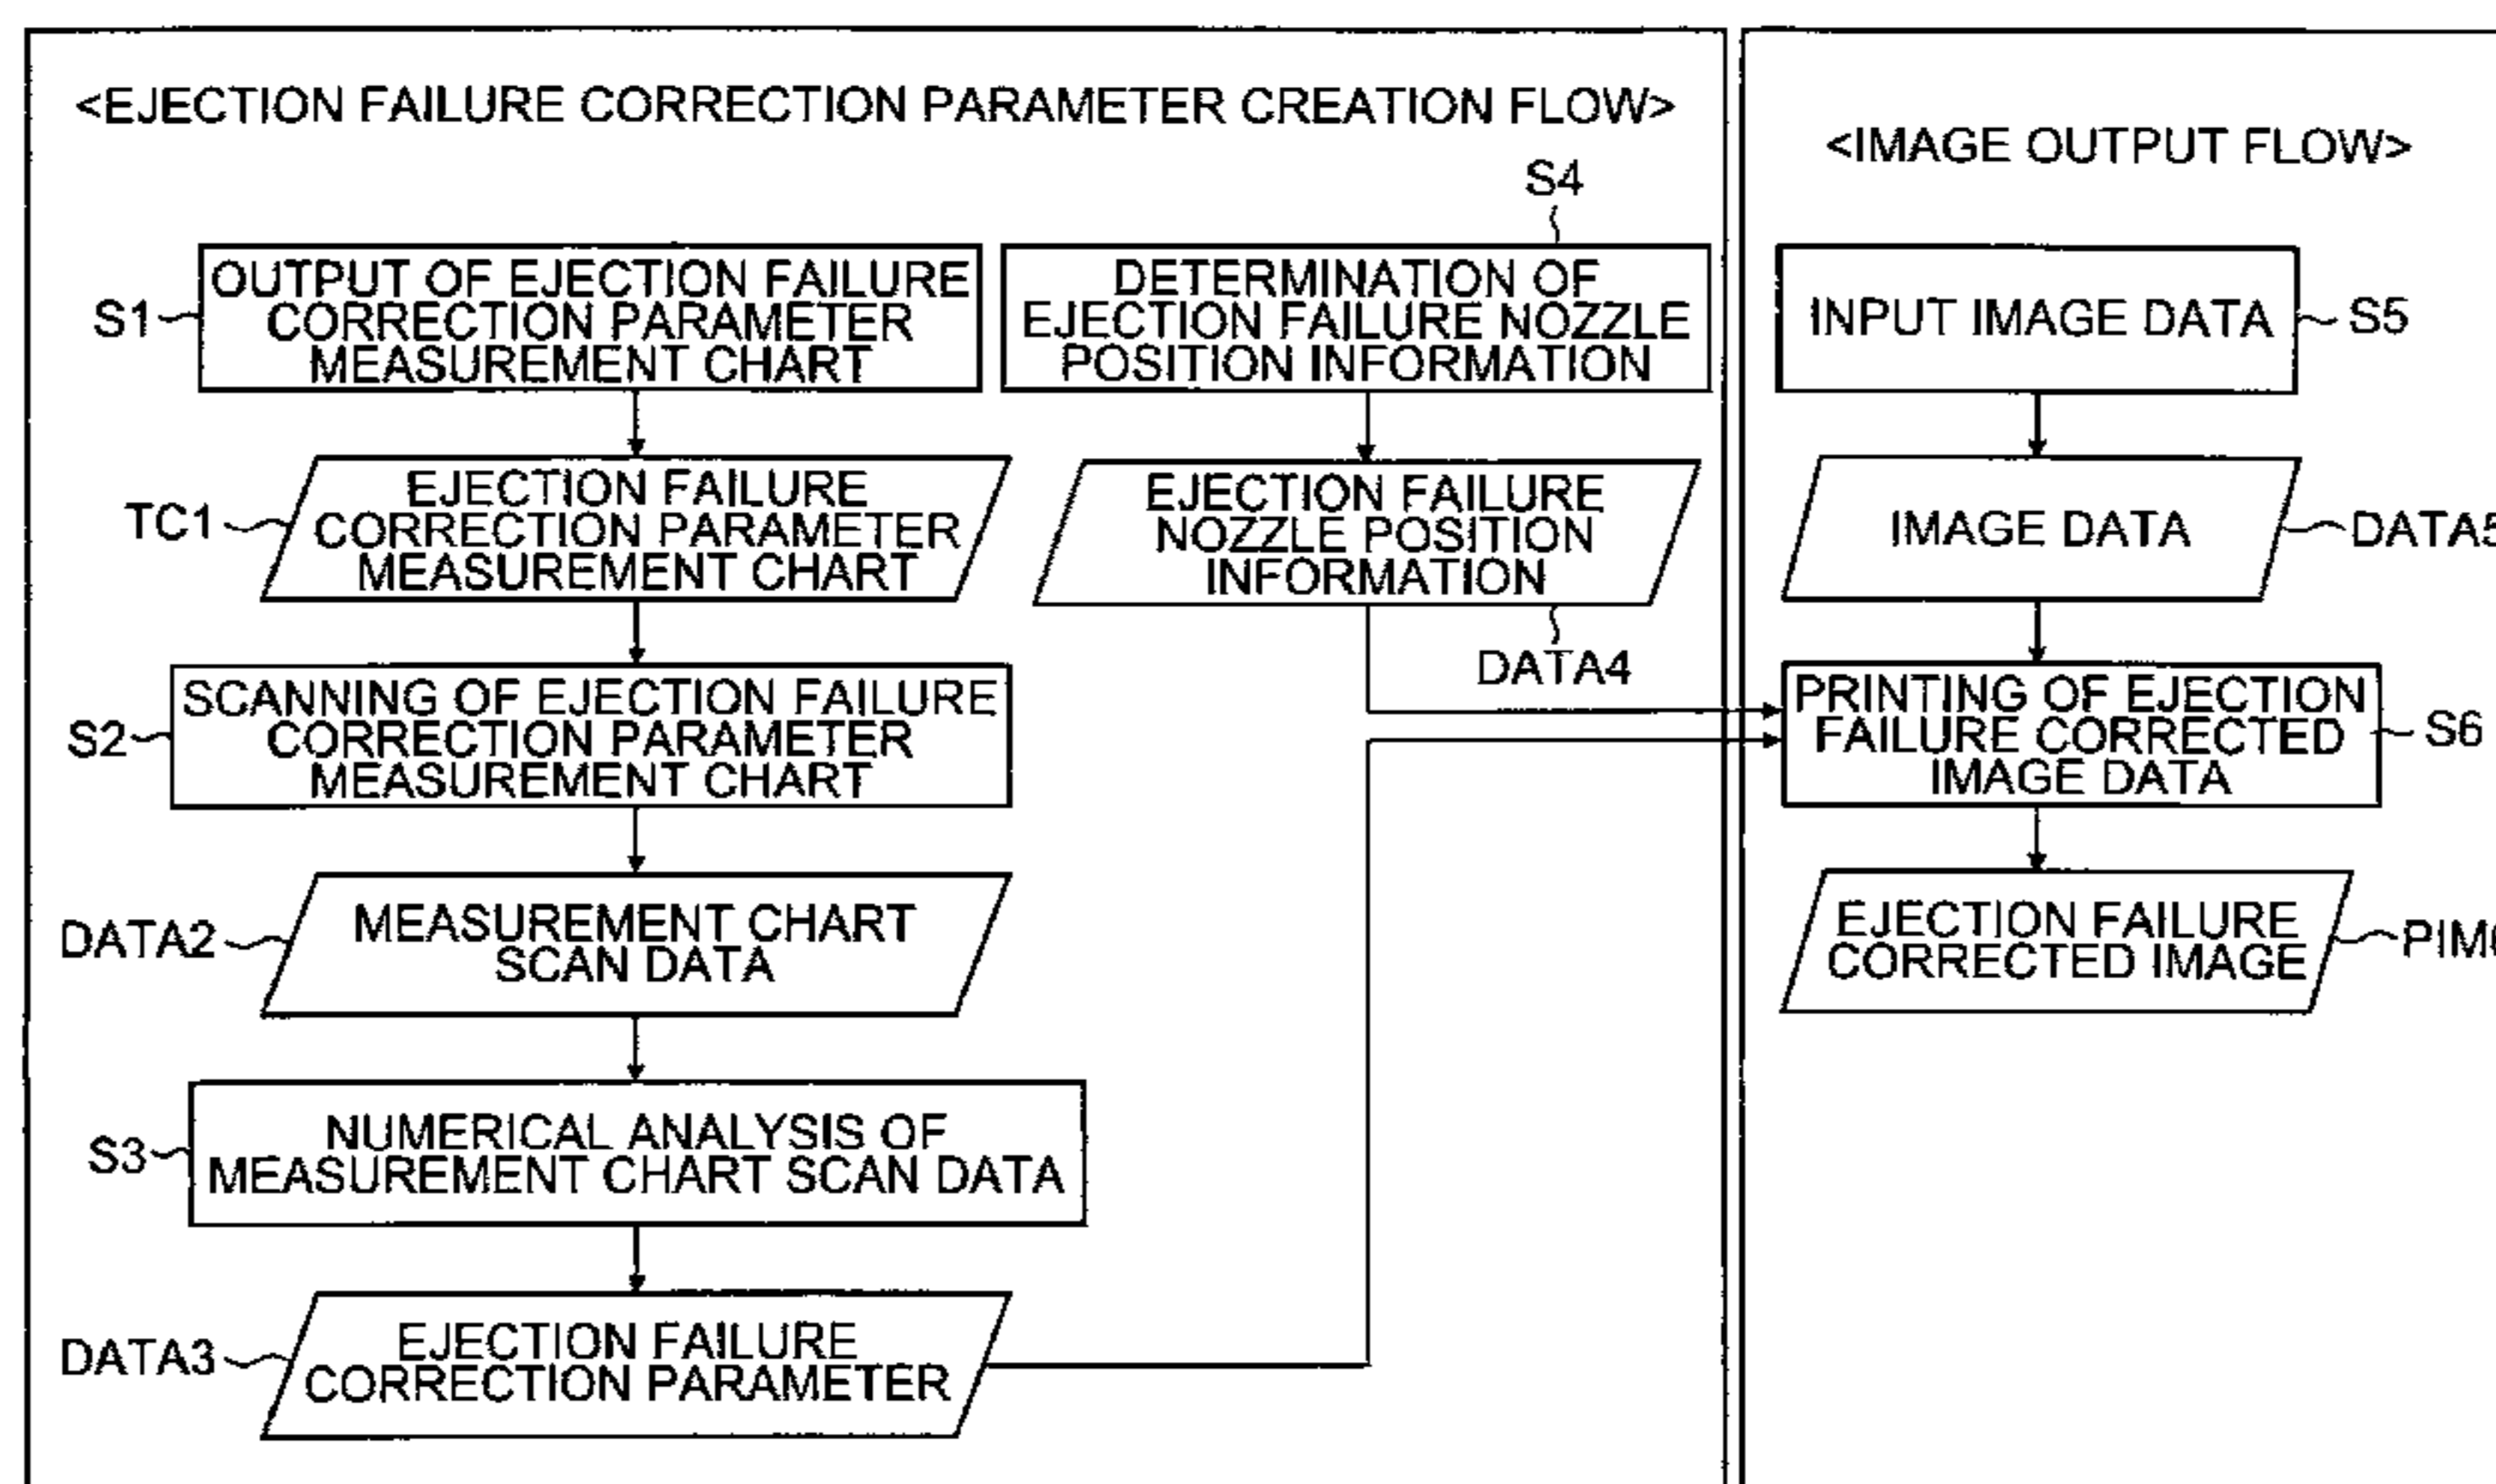 <EJECTION FAILURE CORRECTION PARAMETER CREATION FLOW>
S1
OUTPUT OF EJECTION FAILURE
CORRECTION PARAMETER
MEASUREMENT CHART
TC1
EJECTION FAILURE
CORRECTION PARAMETER
MEASUREMENT CHART
S2
SCANNING OF EJECTION FAILURE
CORRECTION PARAMETER
MEASUREMENT CHART
DATA2
MEASUREMENT CHART
SCAN DATA
S3
NUMERICAL ANALYSIS OF
MEASUREMENT CHART SCAN DATA
DATA3
EJECTION FAILURE
CORRECTION PARAMETER
S4
DETERMINATION OF
EJECTION FAILURE NOZZLE
POSITION INFORMATION
EJECTION FAILURE
NOZZLE POSITION
INFORMATION
DATA4
<IMAGE OUTPUT FLOW>
INPUT IMAGE DATA
S5
IMAGE DATA
DATA5
PRINTING OF EJECTION
FAILURE CORRECTED
IMAGE DATA
S6
EJECTION FAILURE
CORRECTED IMAGE